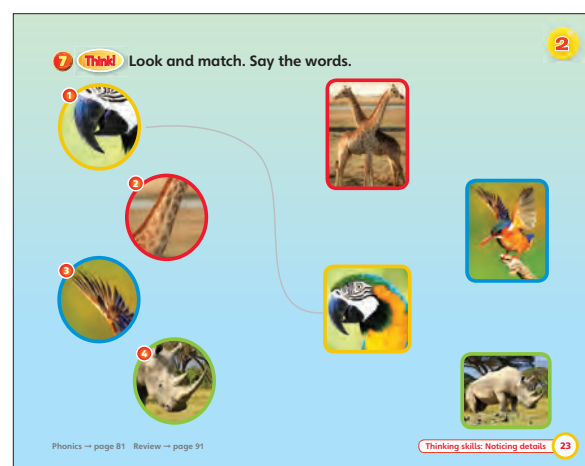 2
7 Think! Look and match. Say the words.
1
2
3
4
Phonics → page 81 Review → page 91
Thinking skills: Noticing details 23